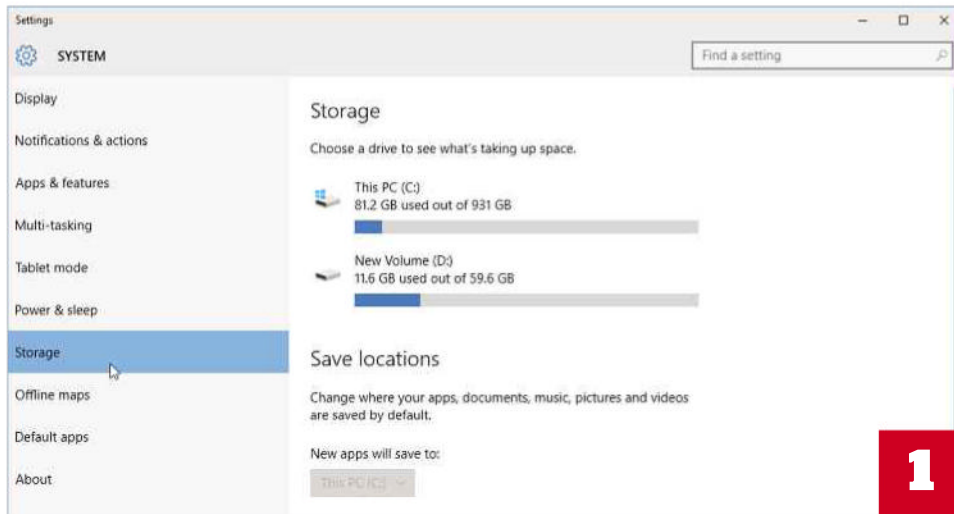 Settings
SYSTEM
Find a setting
Display
Notifications & actions
Apps & features
Multi-tasking
Tablet mode
Power & sleep
Storage
Offline maps
Default apps
About
Storage
Choose a drive to see what's taking up space.
This PC (C:)
81.2 GB used out of 931 GB
New Volume (D:)
11.6 GB used out of 59.6 GB
Save locations
Change where your apps, documents, music, pictures and videos
are saved by default.
New apps will save to:
This PC (C:)
1